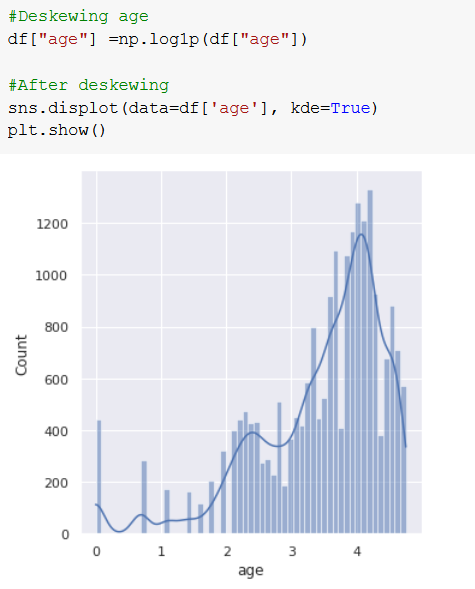 #Deskewing age
df["age"] =np.log1p(df["age"])
#After deskewing
sns.displot(data=df['age'], kde=True)
plt.show()
1200
1000
800
600
400
200
0
Count
0 1 2 3 4
age